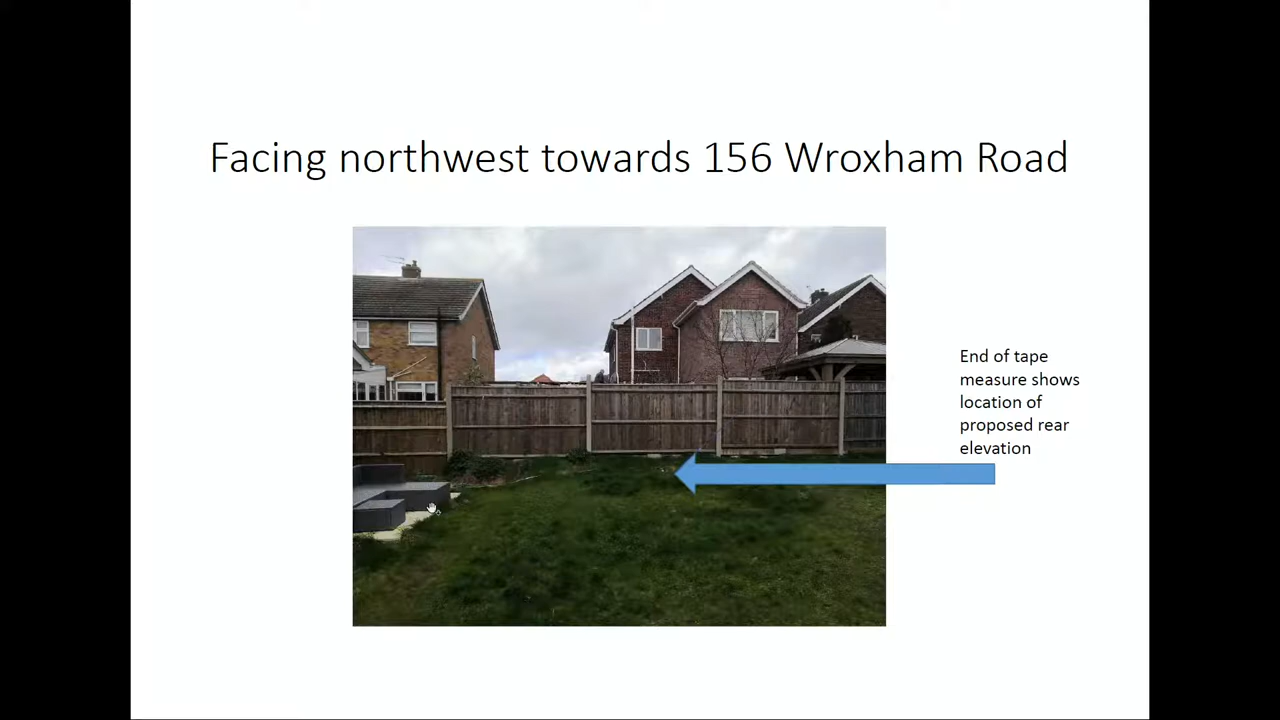 Facing northwest towards 156 Wroxham Road
End of tape
measure shows
location of
proposed rear
elevation